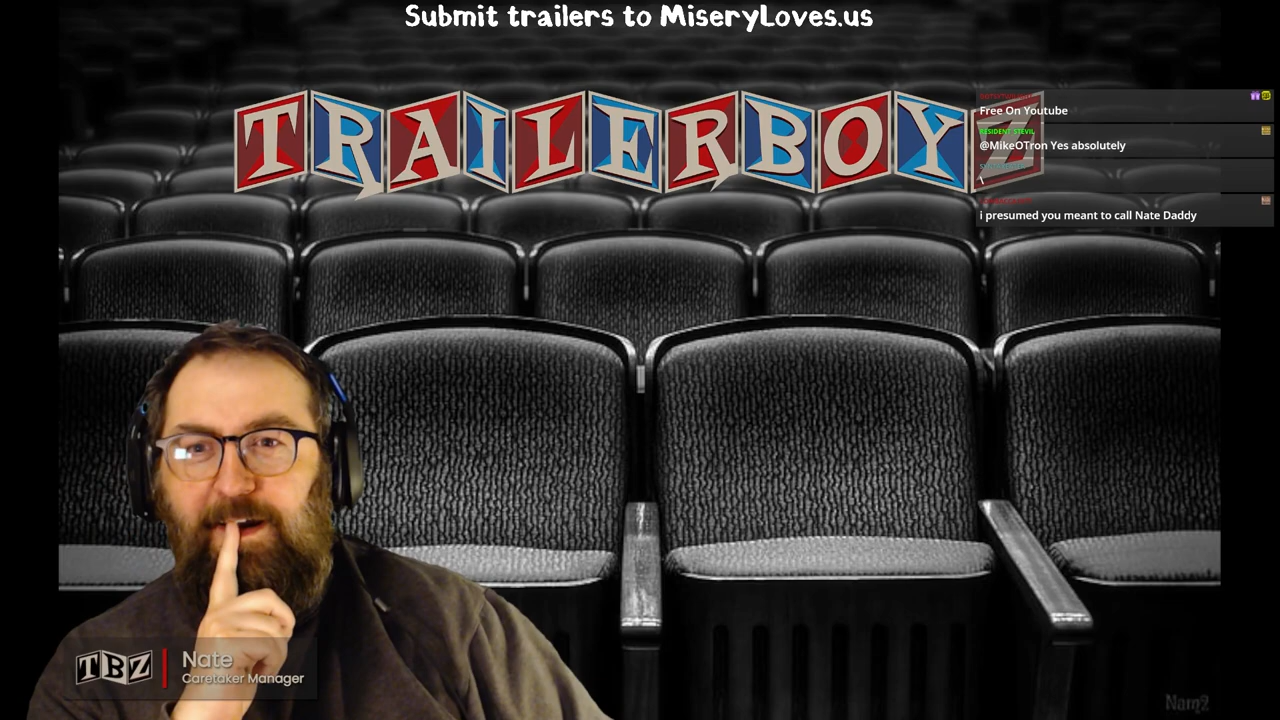 Submit trailers to MiseryLoves.us
TRAILERBOYZ
Free On Youtube
RESIDENT STEVIL
@MikeOTron Yes absolutely
\
i presumed you meant to call Nate Daddy
TBZ
Nate
Caretaker Manager
Nam2